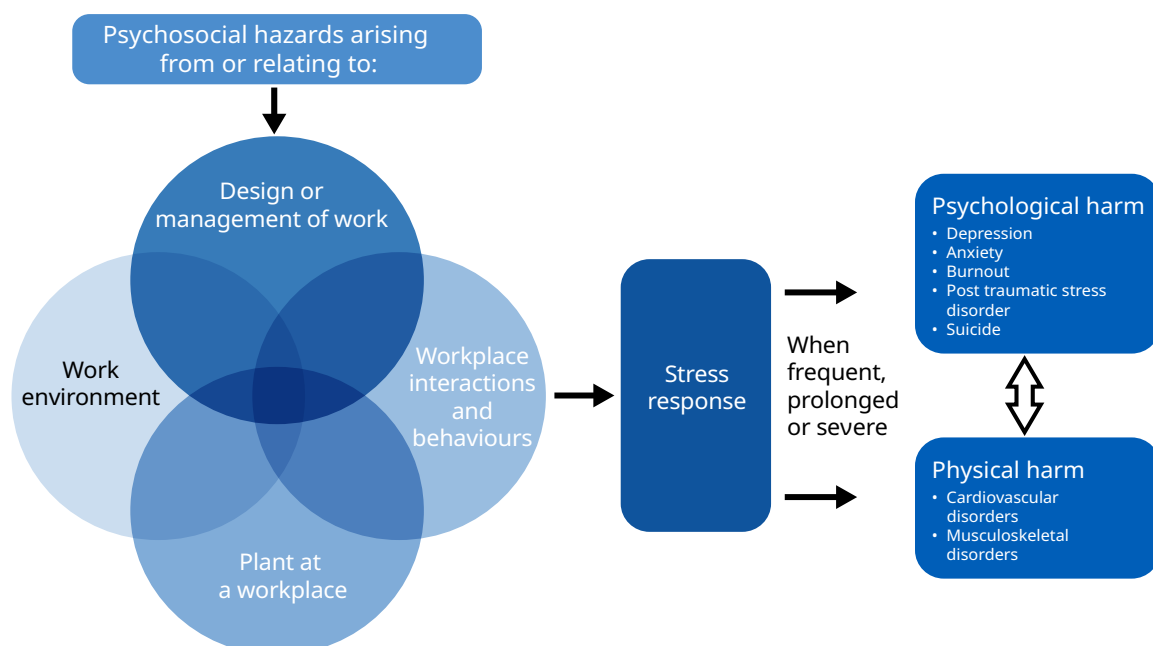 Psychosocial hazards arising
from or relating to:
Design or
management of work
Work
environment
Workplace
interactions
and
behaviours
Plant at
a workplace
Stress
response
When
frequent,
prolonged
or severe
Psychological harm
• Depression
• Anxiety
• Burnout
• Post traumatic stress
disorder
• Suicide
Physical harm
• Cardiovascular
disorders
• Musculoskeletal
disorders